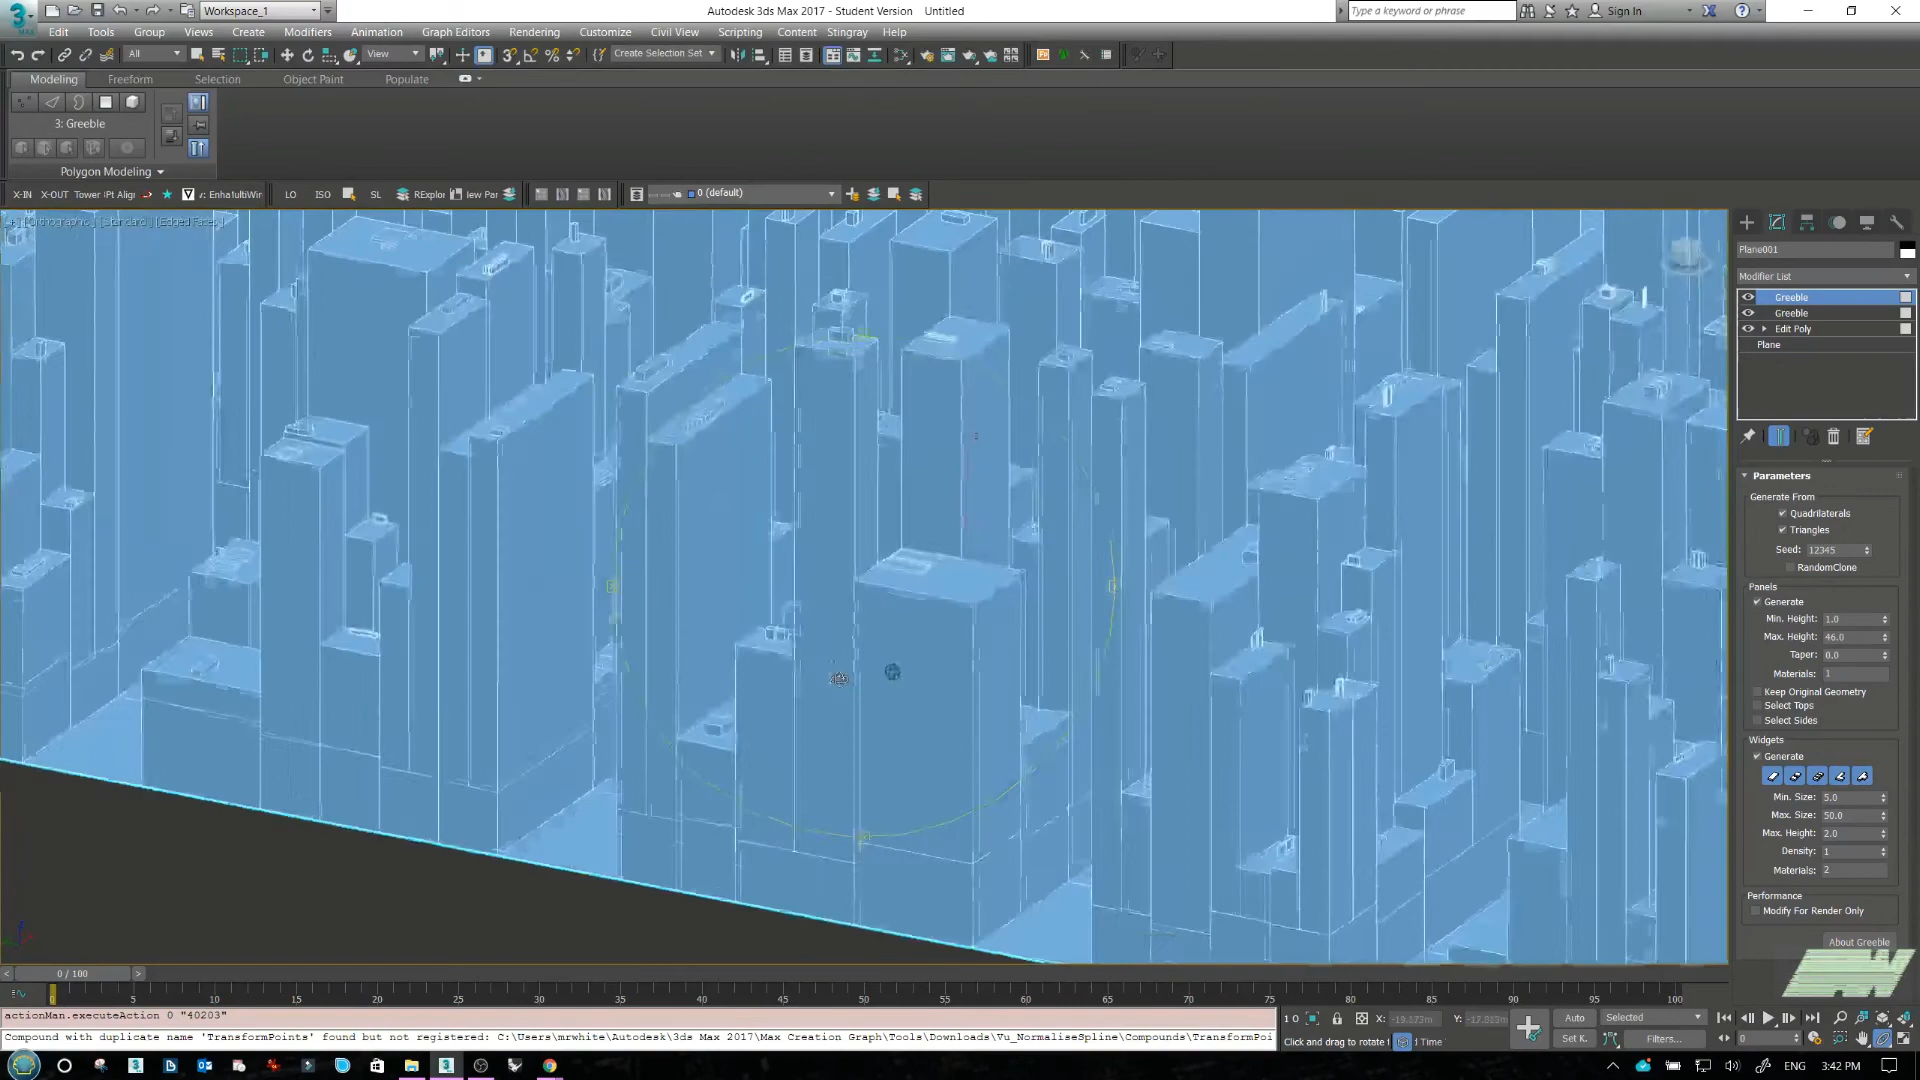 Workspace_1
Autodesk 3ds Max 2017 - Student Version Untitled
Type a keyword or phrase
Sign In
MAX
Edit Tools Group Views Create Modifiers Animation Graph Editors Rendering Customize Civil View Scripting Content Stingray Help
All
View
Create Selection Set
Modeling Freeform Selection Object Paint Populate
3: Greeble
Polygon Modeling
X-IN X-OUT Tower
LO ISO SL
0 (default)
Plane001
Modifier List
Greeble
Greeble
Edit Poly
Plane
Parameters
Generate From
Quadrilaterals
Triangles
Seed: 12345
RandomClone
Panels
Generate
Min. Height: 1.0
Max. Height: 46.0
Taper: 0.0
Materials: 1
Keep Original Geometry
Select Tops
Select Sides
Widgets
Generate
Min. Size: 5.0
Max. Size: 50.0
Max. Height: 2.0
Density: 1
Materials: 2
Performance
Modify For Render Only
About Greeble
< 0 / 100 >
0 5 10 15 20 25 30 35 40 45 50 55 60 65 70 75 80 85 90 95 100
actionMan.executeAction 0 "40203"
Compound with duplicate name 'TransformPoints' found but not registered: C:\Users\mrwhite\Autodesk\3ds Max 2017\Max Creation Graph\Tools\Downloads\Vu_NormaliseSpline\Compounds\TransformPoi
X: -19.173m Y:
Click and drag to rotate
Time
Auto Selected
Set K. Filters...
0
ENG 3:42 PM